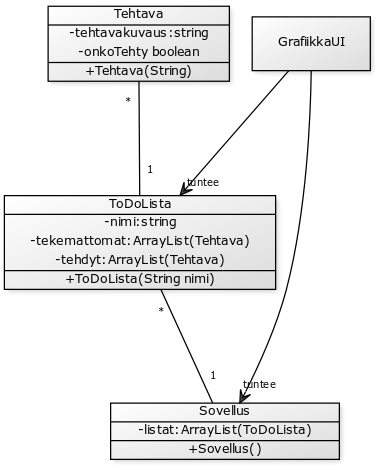 Tehtava
-tehtavakuvaus:string
-onkoTehty boolean
+Tehtava(String)
GrafiikkaUI
*
1
tuntee
ToDoLista
-nimi:string
-tekemattomat:ArrayList(Tehtava)
-tehdyt:ArrayList(Tehtava)
+ToDoLista(String nimi)
*
1
tuntee
Sovellus
-listat:ArrayList(ToDoLista)
+Sovellus()